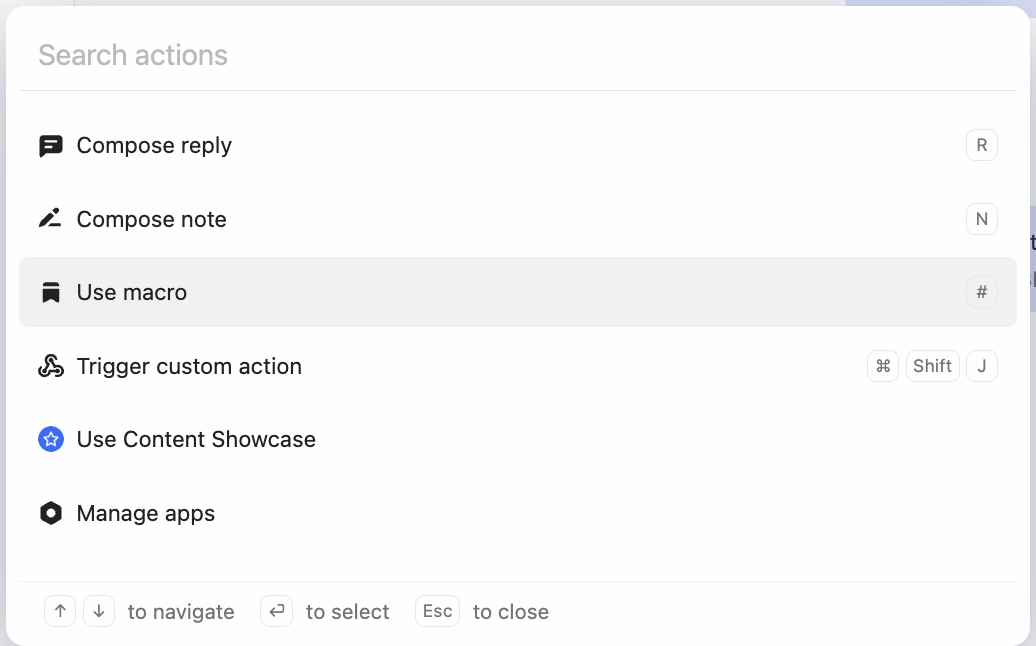 Search actions
Compose reply R
Compose note N
Use macro #
Trigger custom action ⌘ Shift J
Use Content Showcase
Manage apps
↑ ↓ to navigate ↵ to select Esc to close